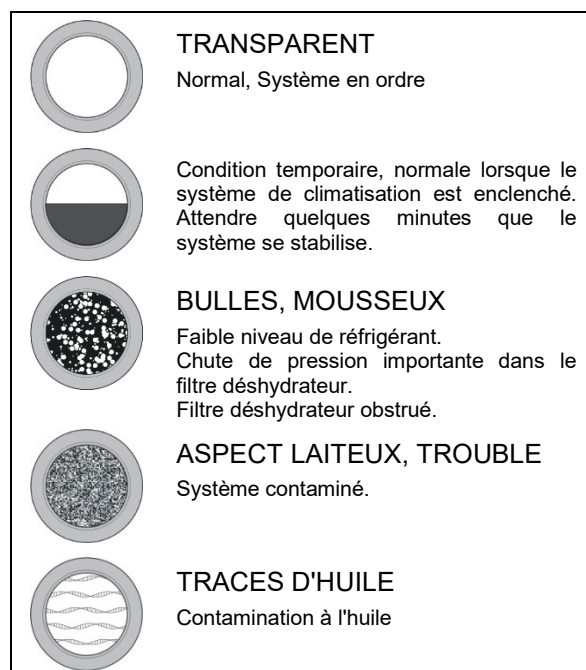 TRANSPARENT
Normal, Système en ordre
Condition temporaire, normale lorsque le
système de climatisation est enclenché.
Attendre quelques minutes que le
système se stabilise.
BULLES, MOUSSEUX
Faible niveau de réfrigérant.
Chute de pression importante dans le
filtre déshydrateur.
Filtre déshydrateur obstrué.
ASPECT LAITEUX, TROUBLE
Système contaminé.
TRACES D'HUILE
Contamination à l'huile